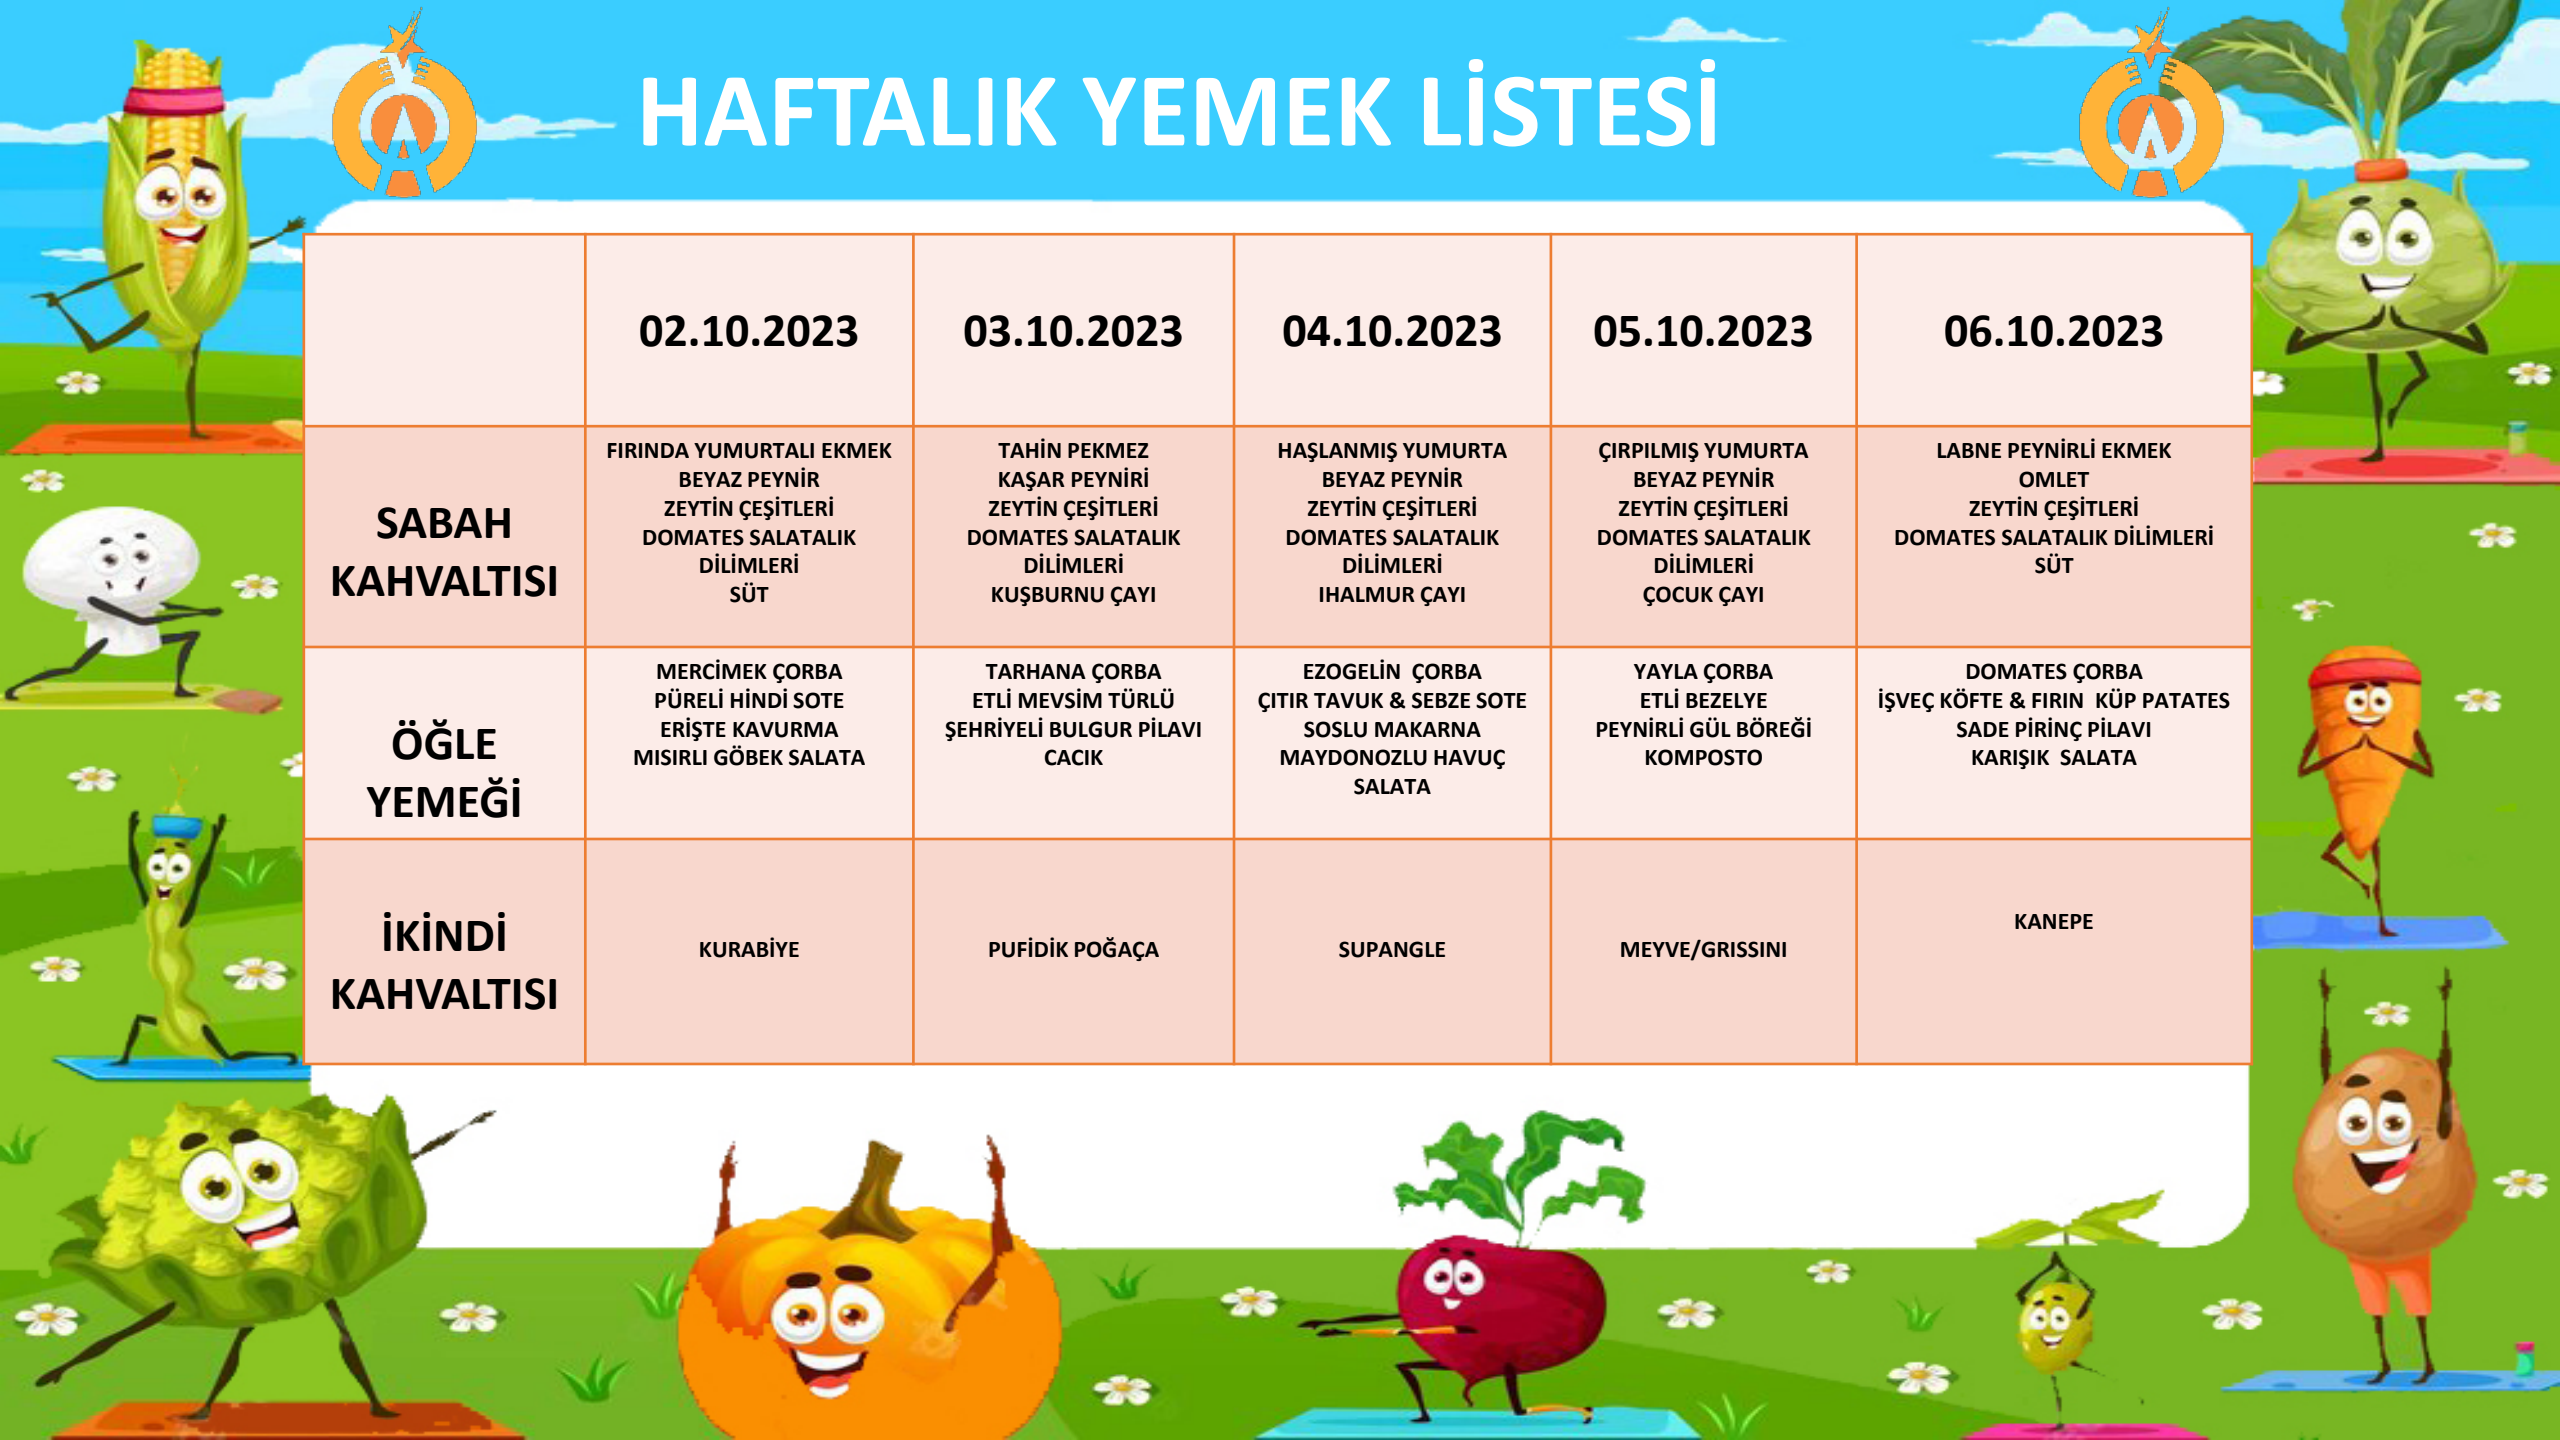 HAFTALIK YEMEK LİSTESİ
02.10.2023
03.10.2023
04.10.2023
05.10.2023
06.10.2023
SABAH
KAHVALTISI
FIRINDA YUMURTALI EKMEK
BEYAZ PEYNİR
ZEYTİN ÇEŞİTLERİ
DOMATES SALATALIK
DİLİMLERİ
SÜT
TAHİN PEKMEZ
KAŞAR PEYNİRİ
ZEYTİN ÇEŞİTLERİ
DOMATES SALATALIK
DİLİMLERİ
KUŞBURNU ÇAYI
HAŞLANMIŞ YUMURTA
BEYAZ PEYNİR
ZEYTİN ÇEŞİTLERİ
DOMATES SALATALIK
DİLİMLERİ
IHALMUR ÇAYI
ÇIRPILMIŞ YUMURTA
BEYAZ PEYNİR
ZEYTİN ÇEŞİTLERİ
DOMATES SALATALIK
DİLİMLERİ
ÇOCUK ÇAYI
LABNE PEYNİRLİ EKMEK
OMLET
ZEYTİN ÇEŞİTLERİ
DOMATES SALATALIK DİLİMLERİ
SÜT
ÖĞLE
YEMEĞİ
MERCİMEK ÇORBA
PÜRELİ HİNDİ SOTE
ERİŞTE KAVURMA
MISIRLI GÖBEK SALATA
TARHANA ÇORBA
ETLİ MEVSİM TÜRLÜ
ŞEHRİYELİ BULGUR PİLAVI
CACIK
EZOGELİN ÇORBA
ÇITIR TAVUK & SEBZE SOTE
SOSLU MAKARNA
MAYDONOZLU HAVUÇ
SALATA
YAYLA ÇORBA
ETLİ BEZELYE
PEYNİRLİ GÜL BÖREĞİ
KOMPOSTO
DOMATES ÇORBA
İŞVEÇ KÖFTE & FIRIN KÜP PATATES
SADE PİRİNÇ PİLAVI
KARIŞIK SALATA
İKİNDİ
KAHVALTISI
KURABİYE
PUFİDİK POĞAÇA
SUPANGLE
MEYVE/GRISSINI
KANEPE